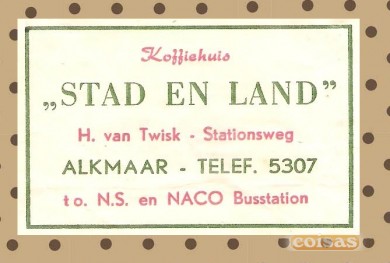 Koffiehuis
„STAD EN LAND”
H. van Twisk - Stationsweg
ALKMAAR - TELEF. 5307
t o. N.S. en NACO Busstation
coisas